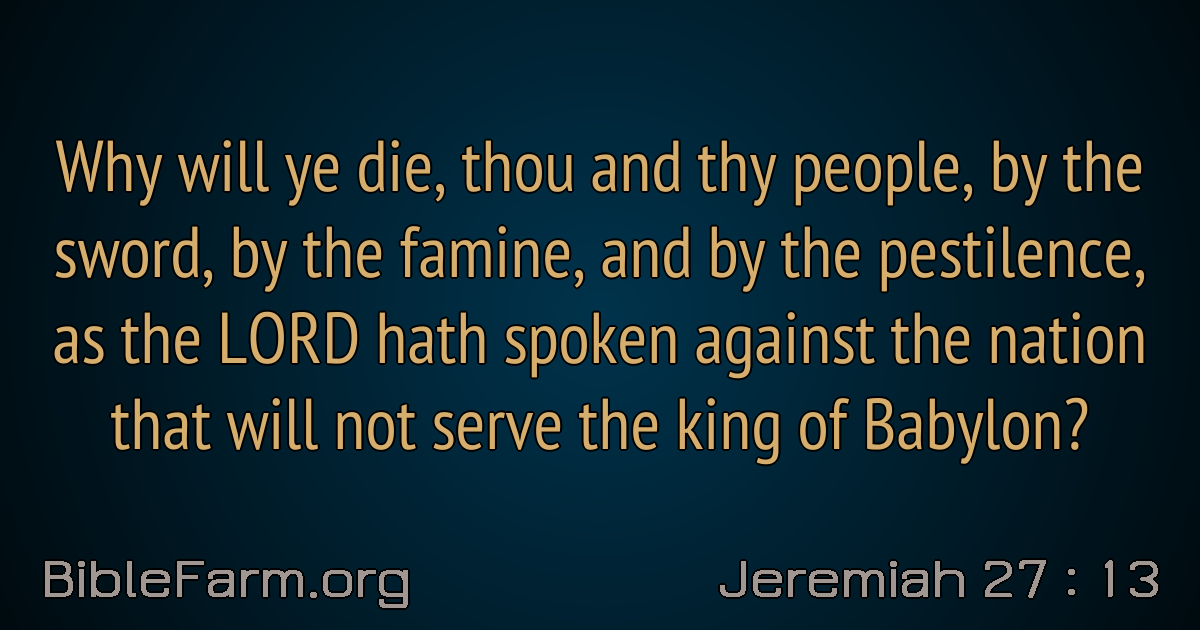 Why will ye die, thou and thy people, by the
sword, by the famine, and by the pestilence,
as the LORD hath spoken against the nation
that will not serve the king of Babylon?
BibleFarm.org
Jeremiah 27 : 13